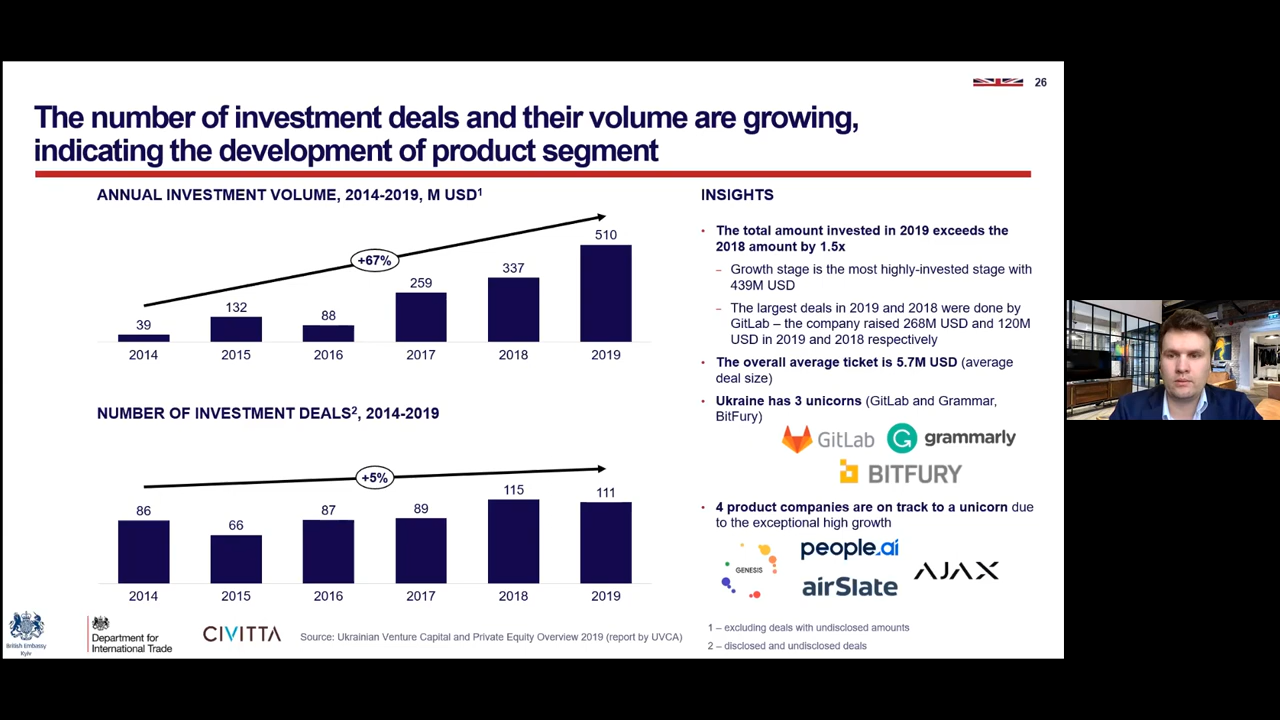 26
The number of investment deals and their volume are growing,
indicating the development of product segment
ANNUAL INVESTMENT VOLUME, 2014-2019, M USD¹
+67%
39
132
88
259
337
510
2014
2015
2016
2017
2018
2019
NUMBER OF INVESTMENT DEALS², 2014-2019
+5%
86
66
87
89
115
111
2014
2015
2016
2017
2018
2019
INSIGHTS
• The total amount invested in 2019 exceeds the
2018 amount by 1.5x
– Growth stage is the most highly-invested stage with
439M USD
– The largest deals in 2019 and 2018 were done by
GitLab – the company raised 268M USD and 120M
USD in 2019 and 2018 respectively
• The overall average ticket is 5.7M USD (average
deal size)
• Ukraine has 3 unicorns (GitLab and Grammar,
BitFury)
GitLab
grammarly
BITFURY
• 4 product companies are on track to a unicorn due
to the exceptional high growth
GENESIS
people.ai
airSlate
AJAX
British Embassy
Kyiv
Department for
International Trade
CIVITTA
Source: Ukrainian Venture Capital and Private Equity Overview 2019 (report by UVCA)
1 – excluding deals with undisclosed amounts
2 – disclosed and undisclosed deals